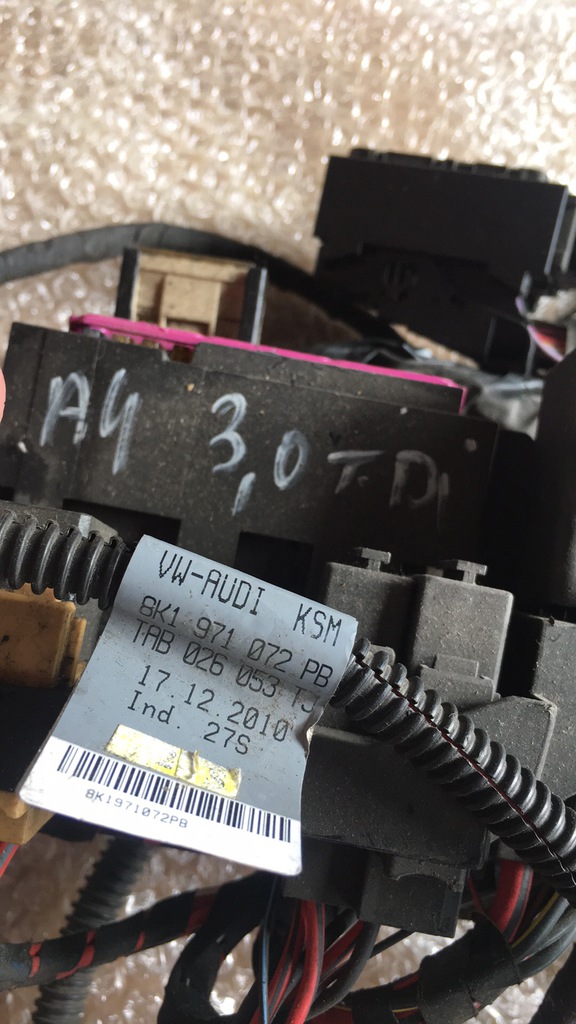 A4 3,0 TDi
VW-AUDI KSM
8K1 971 072 PB
TAB 026 053
17.12.2010
Ind. 27S
8K1971072PB